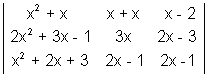 x² + x x + x x - 2
2x² + 3x - 1 3x 2x - 3
x² + 2x + 3 2x - 1 2x -1